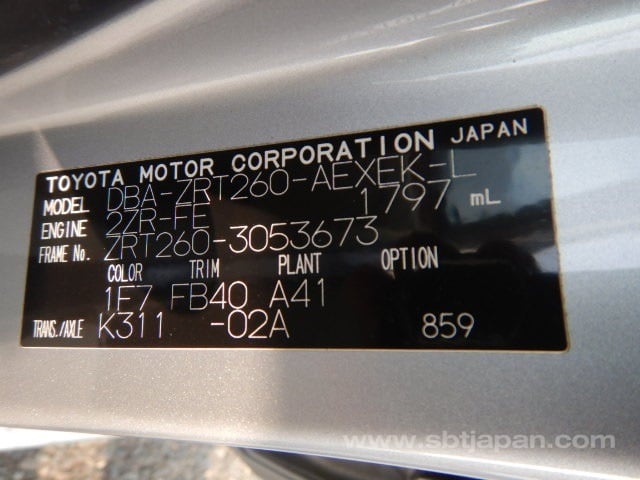 TOYOTA MOTOR CORPORATION JAPAN
MODEL DBA-ZRT260-AEXEK-L
ENGINE 2ZR-FE 1797 mL
FRAME No. ZRT260-3053673
COLOR TRIM PLANT OPTION
1F7 FB40 A41
TRANS./AXLE K311 -02A 859
www.sbtjapan.com